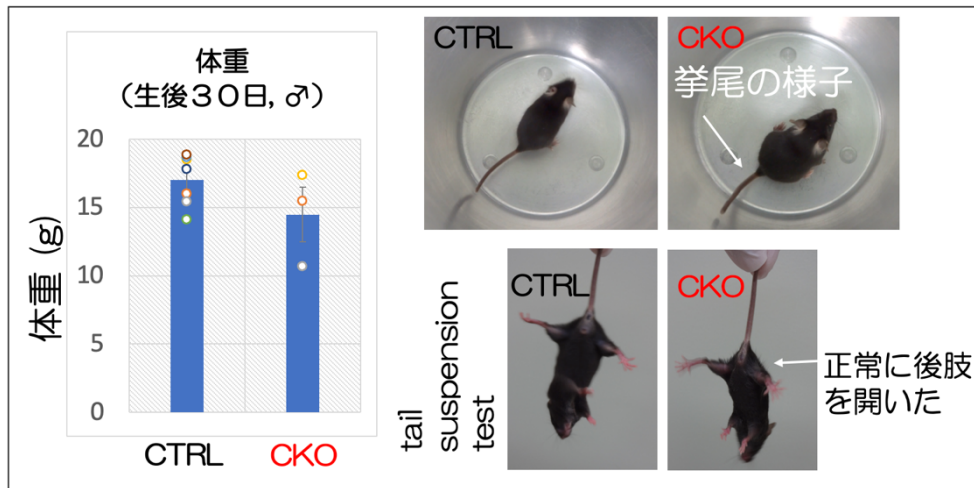 体重
（生後３０日, ♂）
20
15
10
5
0
体重 (g)
CTRL
CKO
CTRL
CKO
挙尾の様子
tail
suspension
test
CTRL
CKO
正常に後肢
を開いた